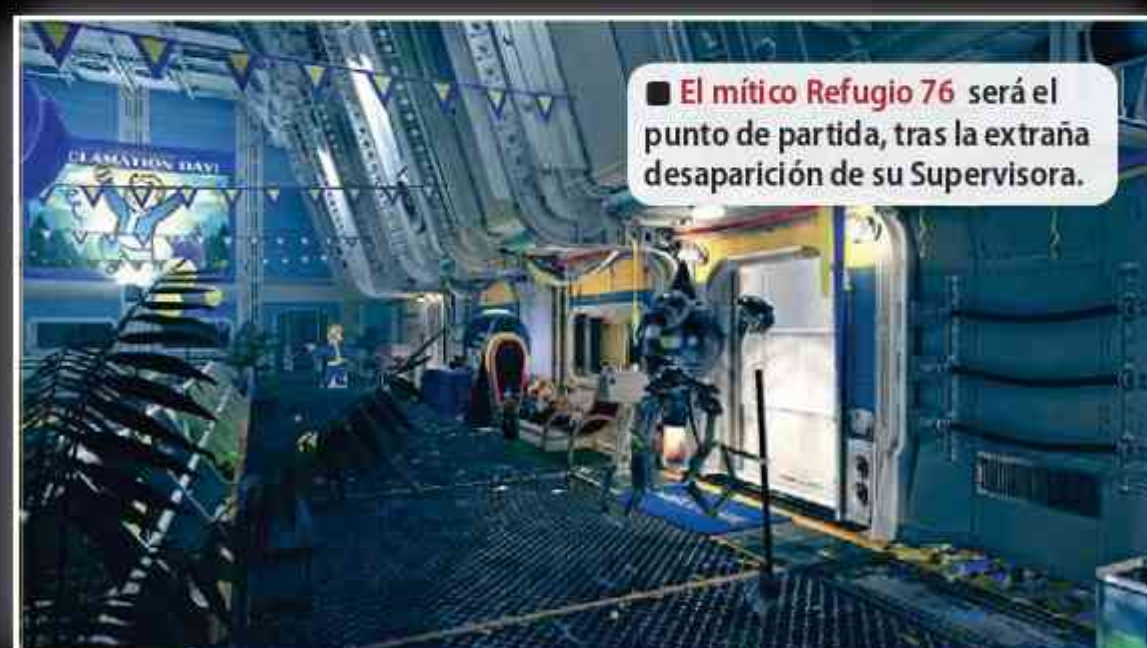 ■ El mítico Refugio 76 será el
punto de partida, tras la extraña
desaparición de su Supervisora.
CLAMATION DAY!